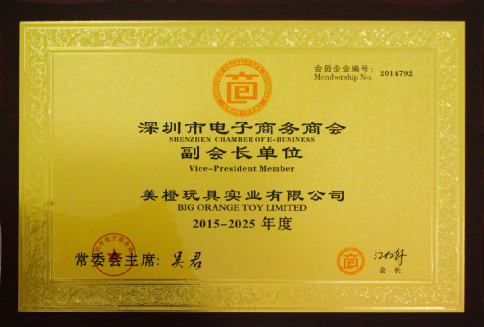 会员企业编号:
Membership No. 2014792
深圳市电子商务商会
SHENZHEN CHAMBER OF E-BUSINESS
副会长单位
Vice-President Member
美橙玩具实业有限公司
BIG ORANGE TOY LIMITED
2015-2025 年度
常委会主席: 吴君
会长